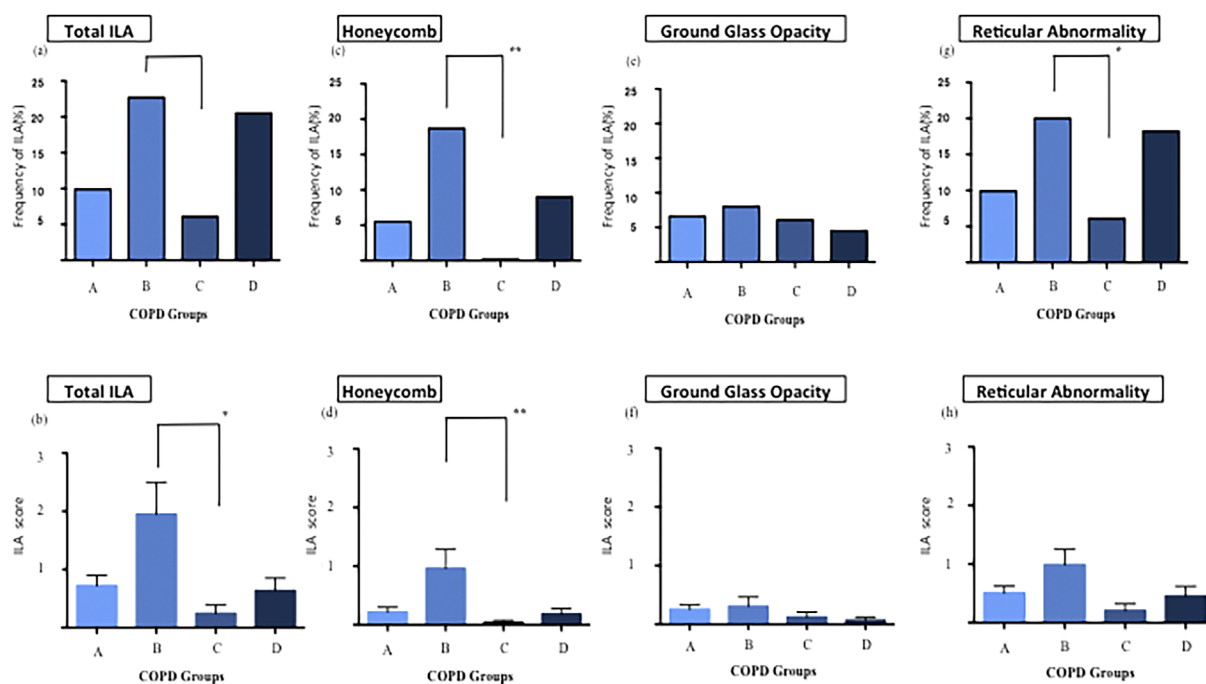 Total ILA
(a)
Frequency of ILA(%)
25
20
15
10
5
A B C D
COPD Groups
Honeycomb
(c)
**
Frequency of ILA(%)
25
20
15
10
5
A B C D
COPD Groups
Ground Glass Opacity
(e)
Frequency of ILA(%)
25
20
15
10
5
A B C D
COPD Groups
Reticular Abnormality
(g)
*
Frequency of ILA(%)
25
20
15
10
5
A B C D
COPD Groups
Total ILA
(b)
*
ILA score
3
2
1
A B C D
COPD Groups
Honeycomb
(d)
**
ILA score
3
2
1
A B C D
COPD Groups
Ground Glass Opacity
(f)
ILA score
3
2
1
A B C D
COPD Groups
Reticular Abnormality
(h)
ILA score
3
2
1
A B C D
COPD Groups